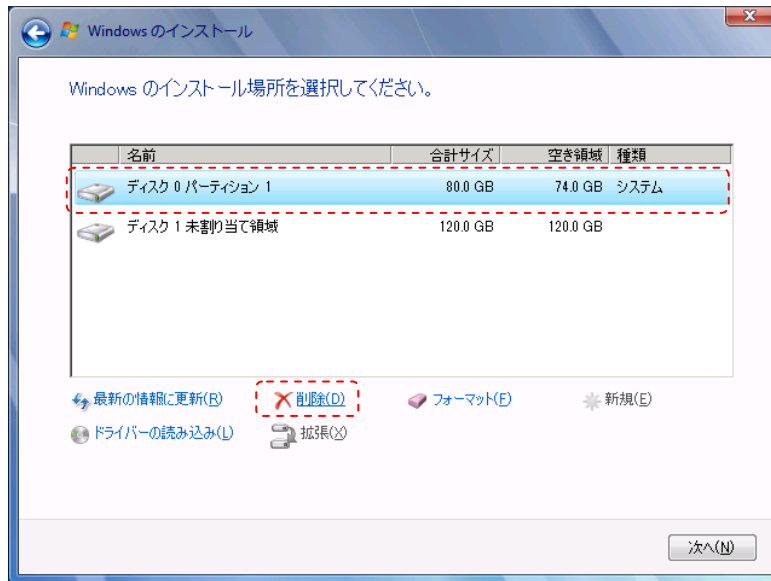 Windows のインストール
Windows のインストール場所を選択してください。
名前 合計サイズ 空き領域 種類
ディスク 0 パーティション 1 80.0 GB 74.0 GB システム
ディスク 1 未割り当て領域 120.0 GB 120.0 GB
最新の情報に更新(R) 削除(D) フォーマット(F) 新規(E)
ドライバーの読み込み(L) 拡張(X)
次へ(N)